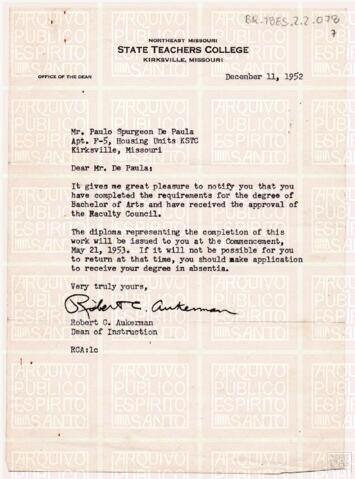 BR.APEES.2.2.078
7
NORTHEAST MISSOURI
STATE TEACHERS COLLEGE
KIRKSVILLE, MISSOURI
OFFICE OF THE DEAN
December 11, 1952
Mr. Paulo Spurgeon De Paula
Apt. F-5, Housing Units KSTC
Kirksville, Missouri
Dear Mr. De Paula:
It gives me great pleasure to notify you that you
have completed the requirements for the degree of
Bachelor of Arts and have received the approval of
the Faculty Council.
The diploma representing the completion of this
work will be issued to you at the Commencement,
May 21, 1953. If it will not be possible for you
to return at that time, you should make application
to receive your degree in absentia.
Very truly yours,
Robert C. Aukerman
Robert C. Aukerman
Dean of Instruction
RCA:lc
ARQUIVO
PÚBLICO
ESPÍRITO
SANTO